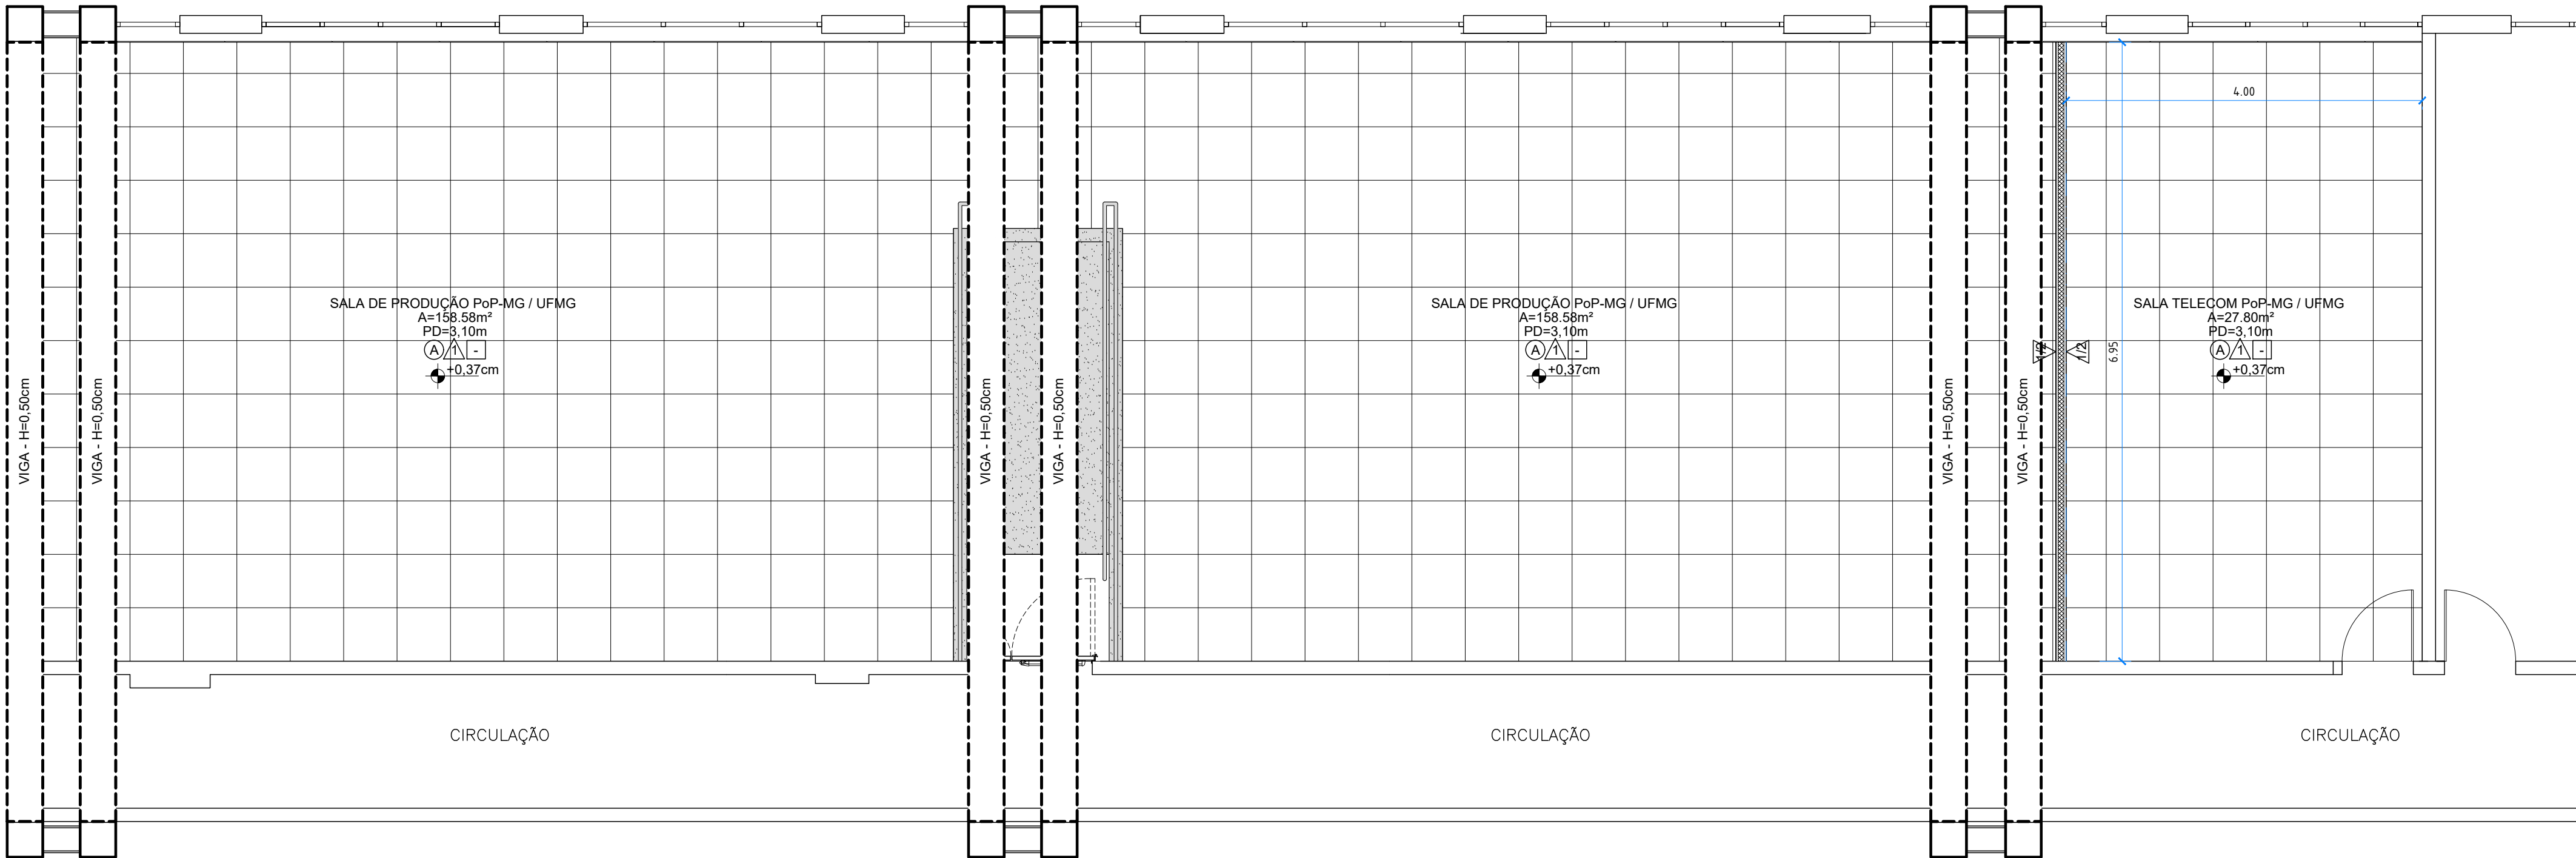 4.00
SALA DE PRODUÇÃO PoP-MG / UFMG
A=158.58m²
PD=3,10m
A 1 -
+0,37cm
SALA DE PRODUÇÃO PoP-MG / UFMG
A=158.58m²
PD=3,10m
A 1 -
+0,37cm
SALA TELECOM PoP-MG / UFMG
A=27.80m²
PD=3,10m
A 1 -
+0,37cm
1/2
1/2
6.95
VIGA - H=0,50cm
VIGA - H=0,50cm
VIGA - H=0,50cm
VIGA - H=0,50cm
VIGA - H=0,50cm
VIGA - H=0,50cm
CIRCULAÇÃO
CIRCULAÇÃO
CIRCULAÇÃO